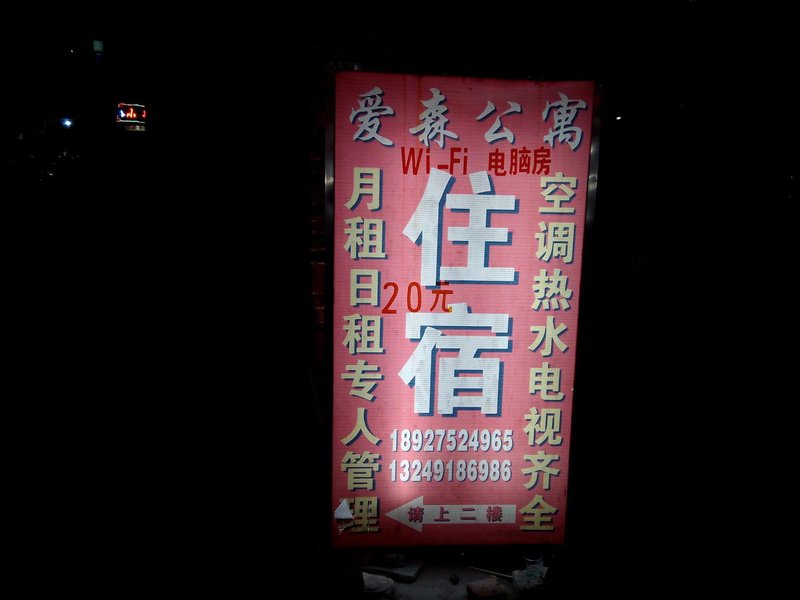 爱森公寓
Wi-Fi 电脑房
月租日租专人管理
住宿
20元
空调热水电视齐全
18927524965
13249186986
请上二楼